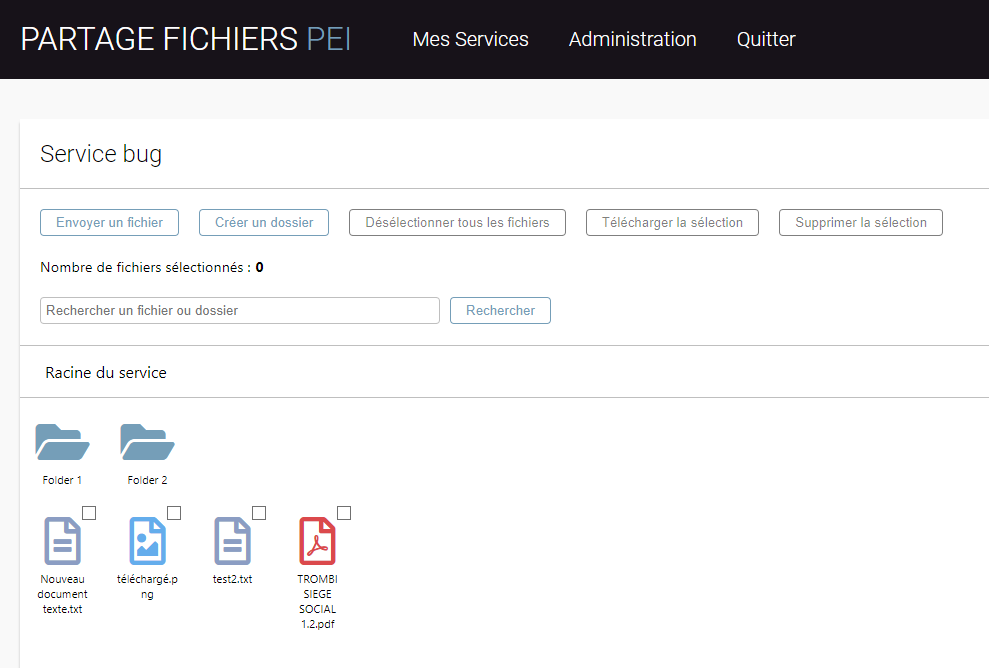 PARTAGE FICHIERS PEI Mes Services Administration Quitter
Service bug
Envoyer un fichier Créer un dossier Désélectionner tous les fichiers Télécharger la sélection Supprimer la sélection
Nombre de fichiers sélectionnés : 0
Rechercher un fichier ou dossier Rechercher
Racine du service
Folder 1 Folder 2
Nouveau
document
texte.txt
téléchargé.p
ng
test2.txt
TROMBI
SIEGE
SOCIAL
1.2.pdf